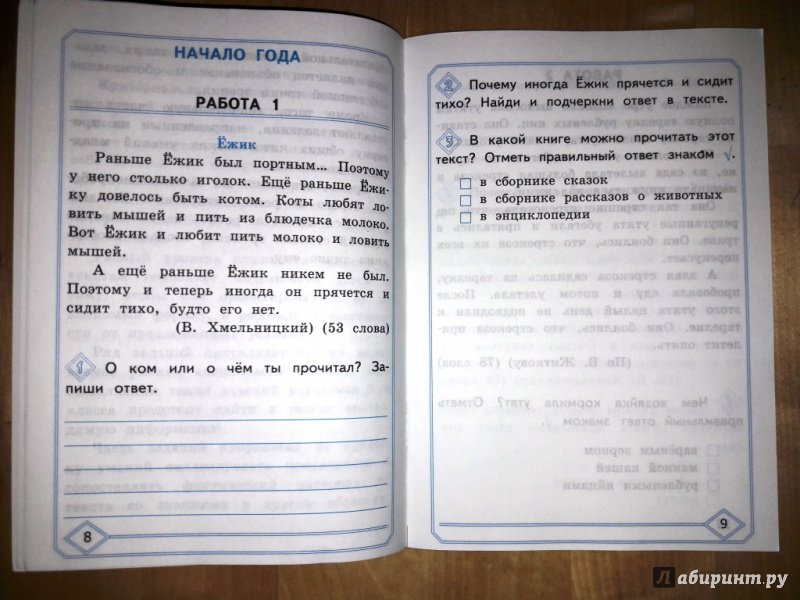 НАЧАЛО ГОДА
РАБОТА 1
Ёжик
Раньше Ёжик был портным... Поэтому
у него столько иголок. Ещё раньше Ёжи-
ку довелось быть котом. Коты любят ло-
вить мышей и пить из блюдечка молоко.
Вот Ёжик и любит пить молоко и ловить
мышей.
А ещё раньше Ёжик никем не был.
Поэтому и теперь иногда он прячется и
сидит тихо, будто его нет.
(В. Хмельницкий) (53 слова)
1 О ком или о чём ты прочитал? За-
пиши ответ.
8
2 Почему иногда Ёжик прячется и сидит
тихо? Найди и подчеркни ответ в тексте.
3 В какой книге можно прочитать этот
текст? Отметь правильный ответ знаком √.
в сборнике сказок
в сборнике рассказов о животных
в энциклопедии
9
Лабиринт.ру